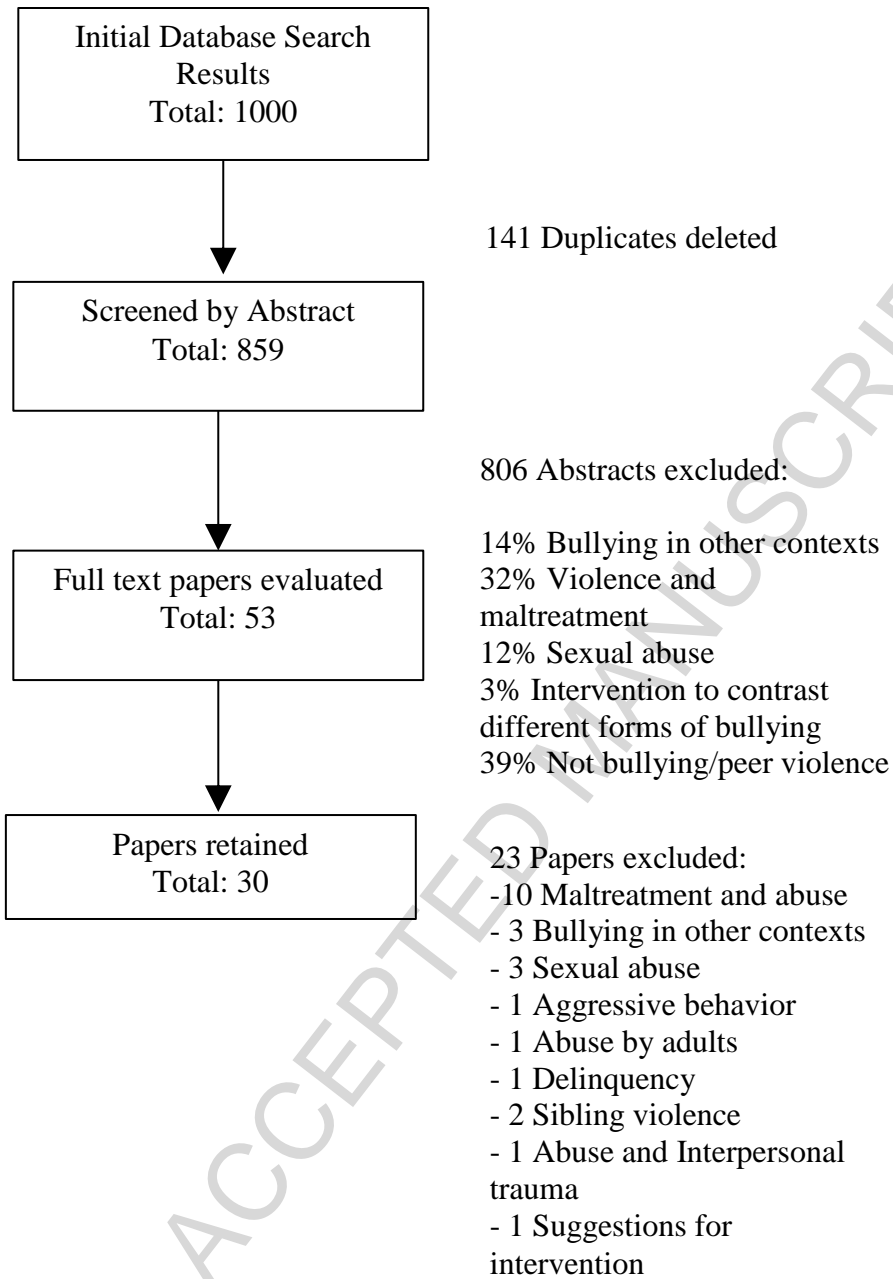 Initial Database Search
Results
Total: 1000
141 Duplicates deleted
Screened by Abstract
Total: 859
806 Abstracts excluded:
14% Bullying in other contexts
32% Violence and
maltreatment
12% Sexual abuse
3% Intervention to contrast
different forms of bullying
39% Not bullying/peer violence
Full text papers evaluated
Total: 53
Papers retained
Total: 30
23 Papers excluded:
-10 Maltreatment and abuse
- 3 Bullying in other contexts
- 3 Sexual abuse
- 1 Aggressive behavior
- 1 Abuse by adults
- 1 Delinquency
- 2 Sibling violence
- 1 Abuse and Interpersonal
trauma
- 1 Suggestions for
intervention
ACCEPTED MANUSCRI